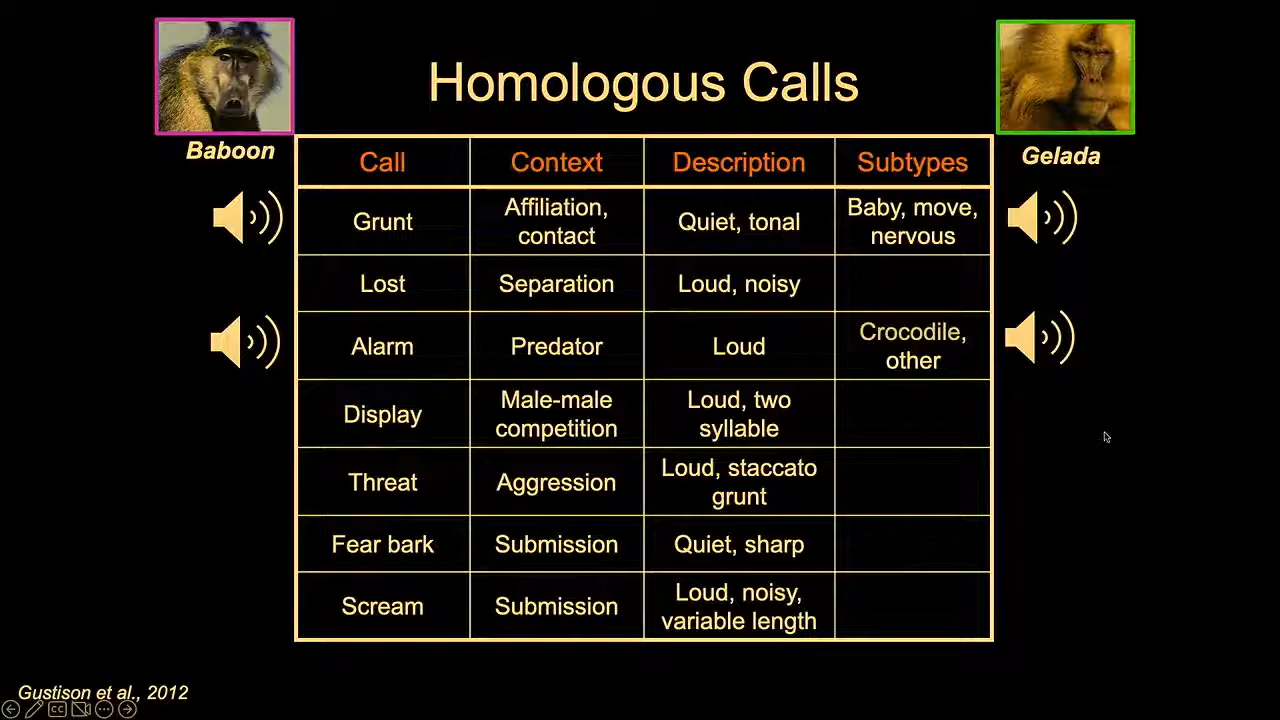 Homologous Calls
Baboon
Gelada
Call
Context
Description
Subtypes
Grunt
Affiliation,
contact
Quiet, tonal
Baby, move,
nervous
Lost
Separation
Loud, noisy
Alarm
Predator
Loud
Crocodile,
other
Display
Male-male
competition
Loud, two
syllable
Threat
Aggression
Loud, staccato
grunt
Fear bark
Submission
Quiet, sharp
Scream
Submission
Loud, noisy,
variable length
Gustison et al., 2012
CC